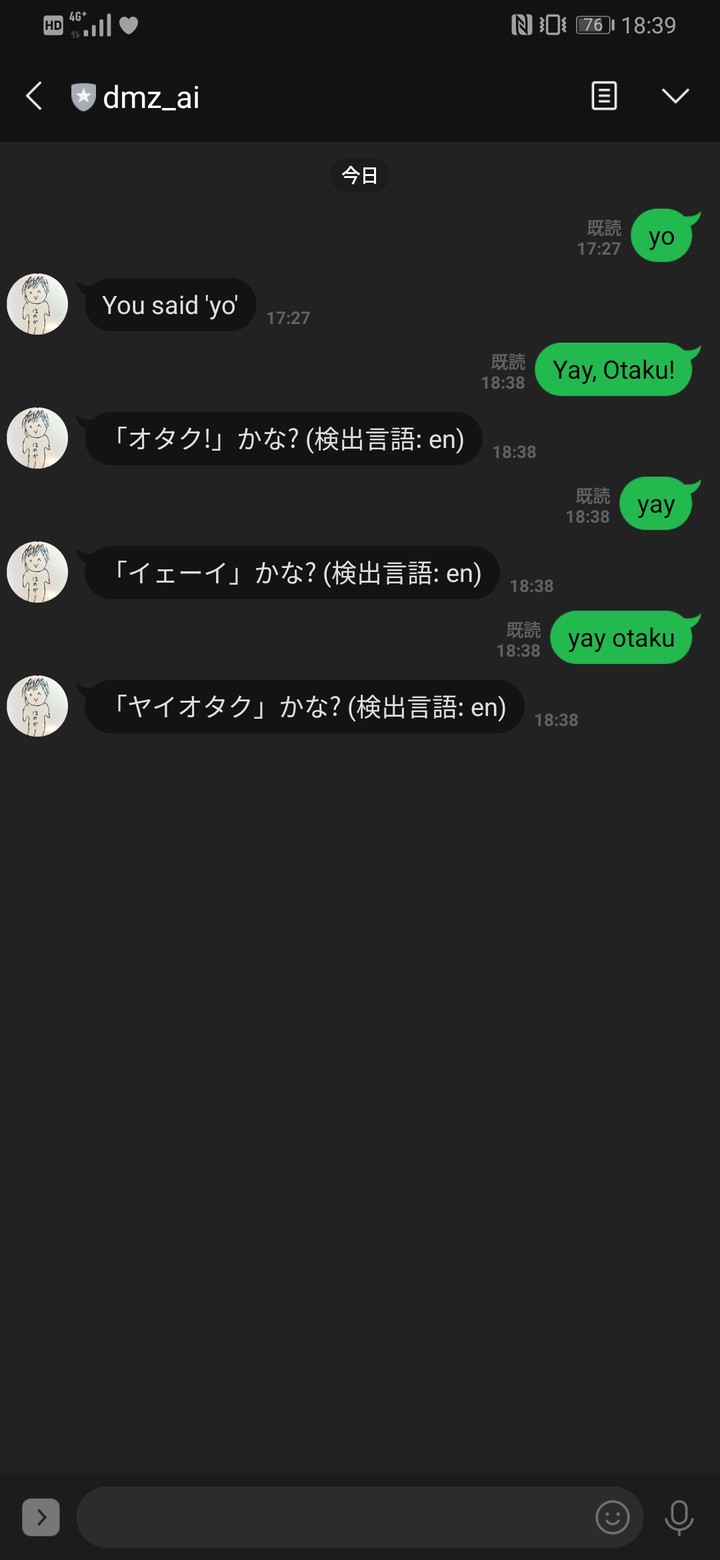 HD 4G+ 76 18:39
dmz_ai
今日
既読
17:27
yo
You said 'yo'
17:27
既読
18:38
Yay, Otaku!
「オタク!」かな? (検出言語: en)
18:38
既読
18:38
yay
「イェーイ」かな? (検出言語: en)
18:38
既読
18:38
yay otaku
「ヤイオタク」かな? (検出言語: en)
18:38